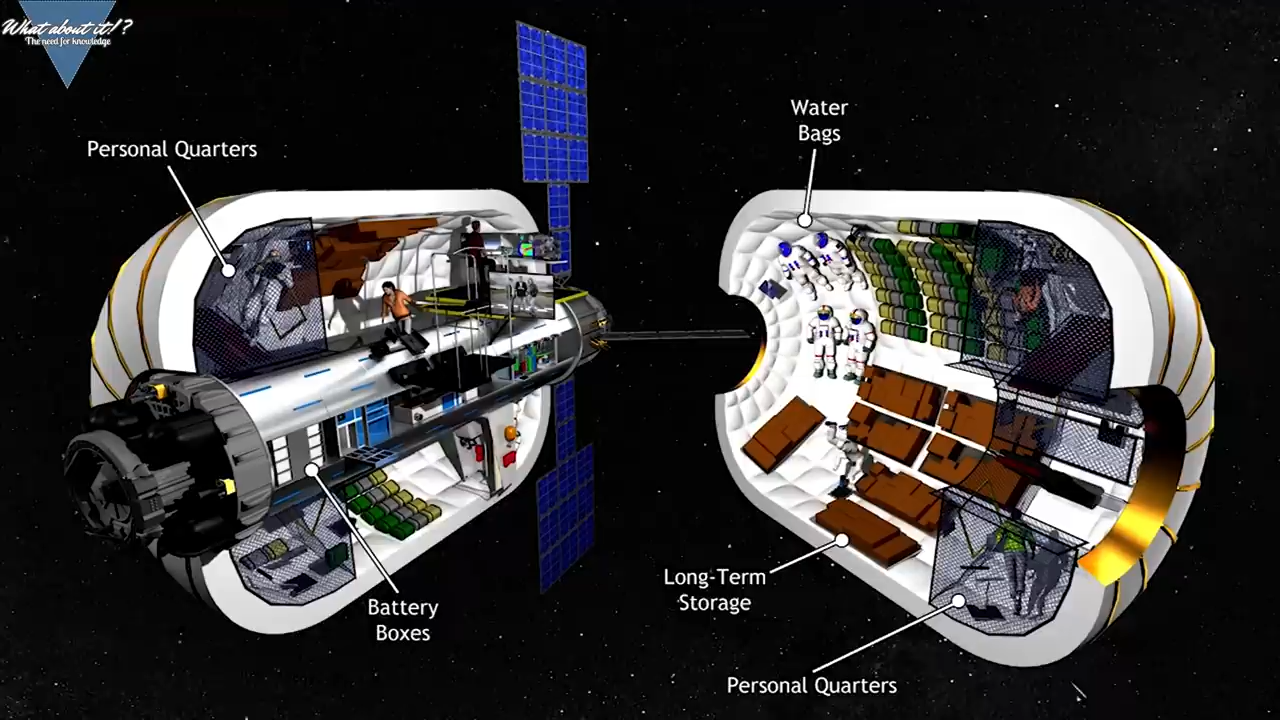 What about it!?
The need for knowledge
Personal Quarters
Water
Bags
Battery
Boxes
Long-Term
Storage
Personal Quarters